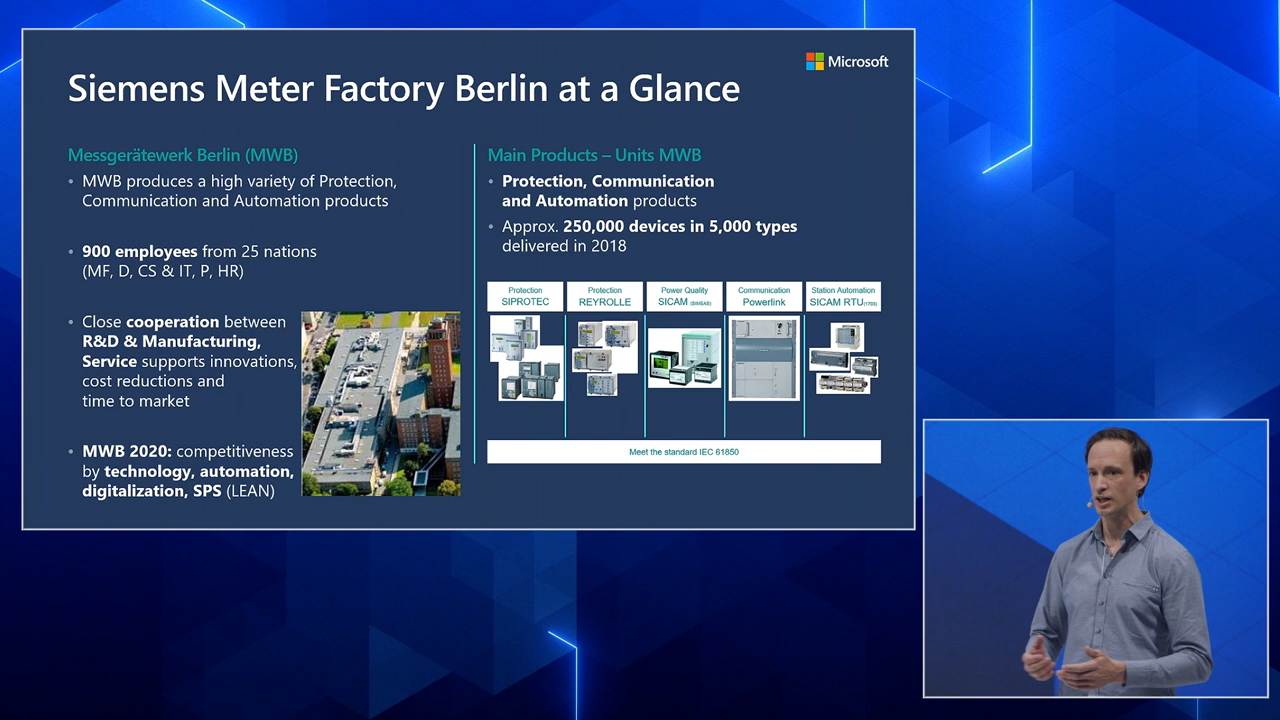 Microsoft
Siemens Meter Factory Berlin at a Glance
Messgerätewerk Berlin (MWB)
• MWB produces a high variety of Protection,
Communication and Automation products
• 900 employees from 25 nations
(MF, D, CS & IT, P, HR)
• Close cooperation between
R&D & Manufacturing,
Service supports innovations,
cost reductions and
time to market
• MWB 2020: competitiveness
by technology, automation,
digitalization, SPS (LEAN)
Main Products – Units MWB
• Protection, Communication
and Automation products
• Approx. 250,000 devices in 5,000 types
delivered in 2018
Protection
SIPROTEC
Protection
REYROLLE
Power Quality
SICAM
Communication
Powerlink
Station Automation
SICAM RTU(1703)
Meet the standard IEC 61850